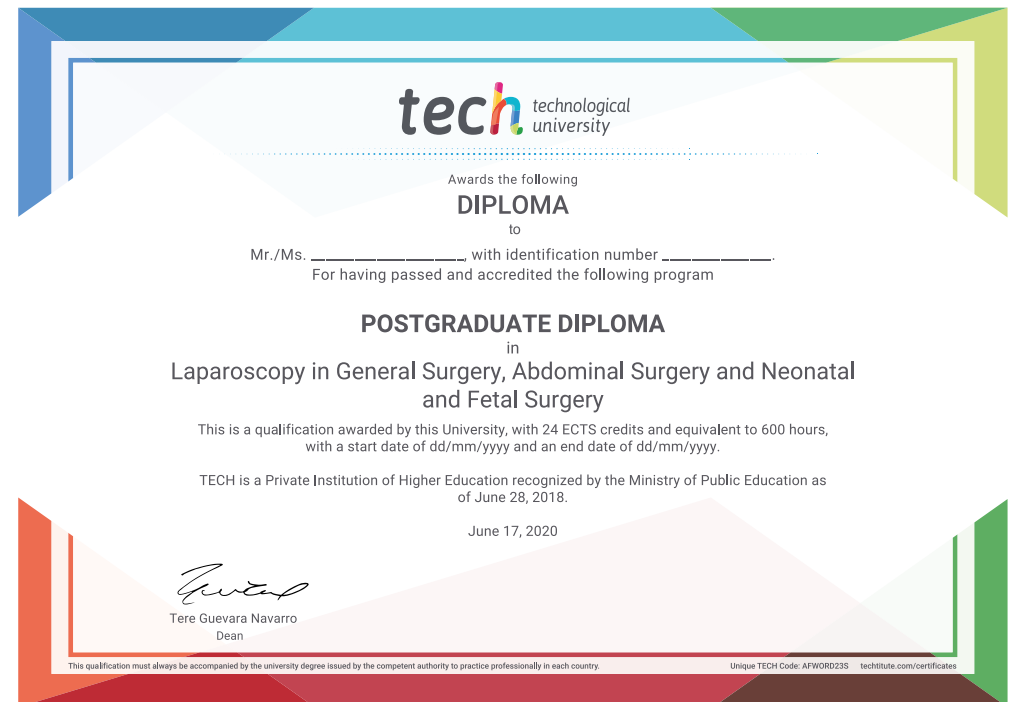 tech technological
university
Awards the following
DIPLOMA
to
Mr./Ms. ____________________, with identification number ______________.
For having passed and accredited the following program
POSTGRADUATE DIPLOMA
in
Laparoscopy in General Surgery, Abdominal Surgery and Neonatal
and Fetal Surgery
This is a qualification awarded by this University, with 24 ECTS credits and equivalent to 600 hours,
with a start date of dd/mm/yyyy and an end date of dd/mm/yyyy.
TECH is a Private Institution of Higher Education recognized by the Ministry of Public Education as
of June 28, 2018.
June 17, 2020
Tere Guevara Navarro
Dean
This qualification must always be accompanied by the university degree issued by the competent authority to practice professionally in each country. Unique TECH Code: AFWORD23S techtitute.com/certificates